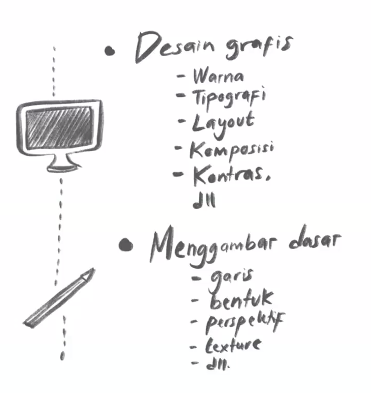 • Desain grafis
- Warna
- Tipografi
- Layout
- Komposisi
- Kontras.
dll
• Menggambar dasar
- garis
- bentuk
- perspektif
- texture
- dll.